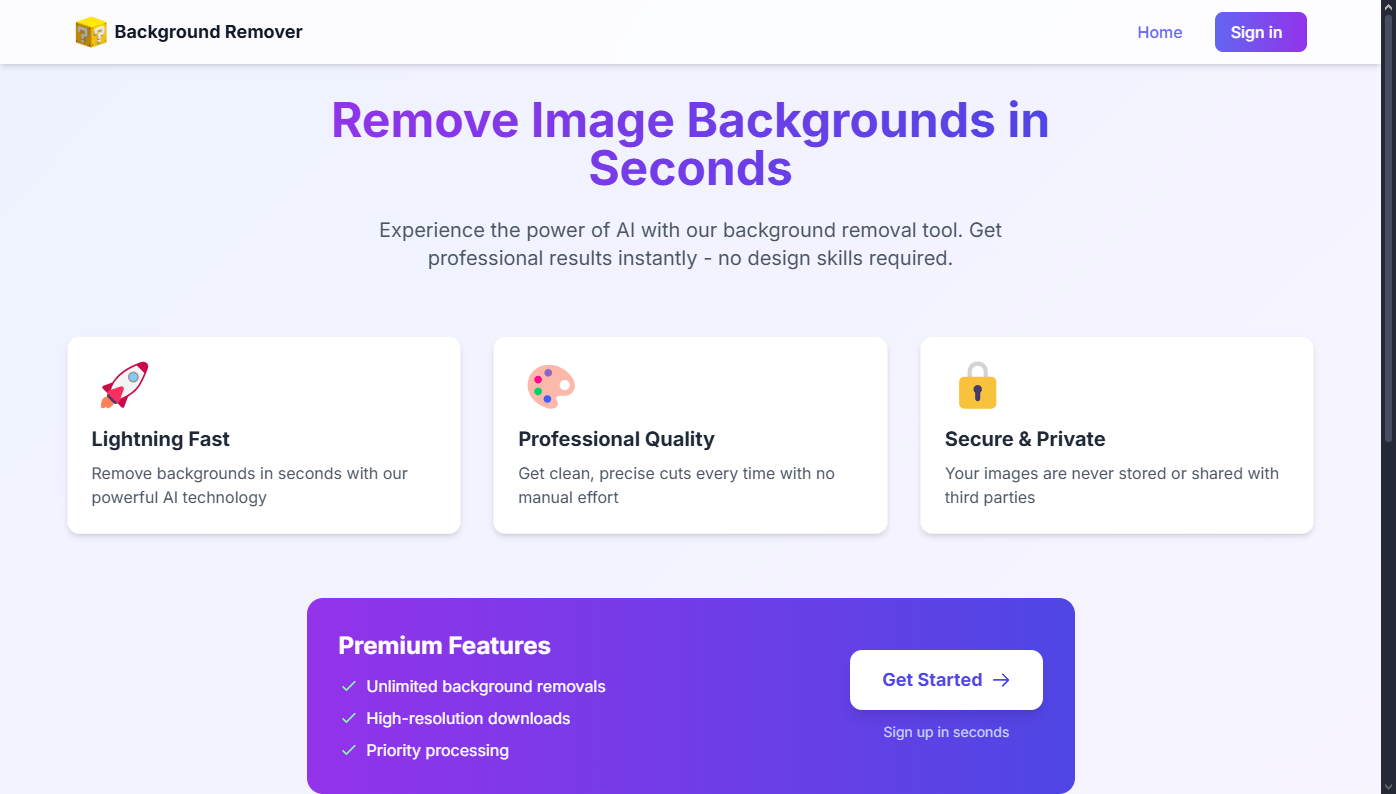 Background Remover
Home
Sign in
Remove Image Backgrounds in
Seconds
Experience the power of AI with our background removal tool. Get
professional results instantly - no design skills required.
Lightning Fast
Remove backgrounds in seconds with our
powerful AI technology
Professional Quality
Get clean, precise cuts every time with no
manual effort
Secure & Private
Your images are never stored or shared with
third parties
Premium Features
Unlimited background removals
High-resolution downloads
Priority processing
Get Started
Sign up in seconds